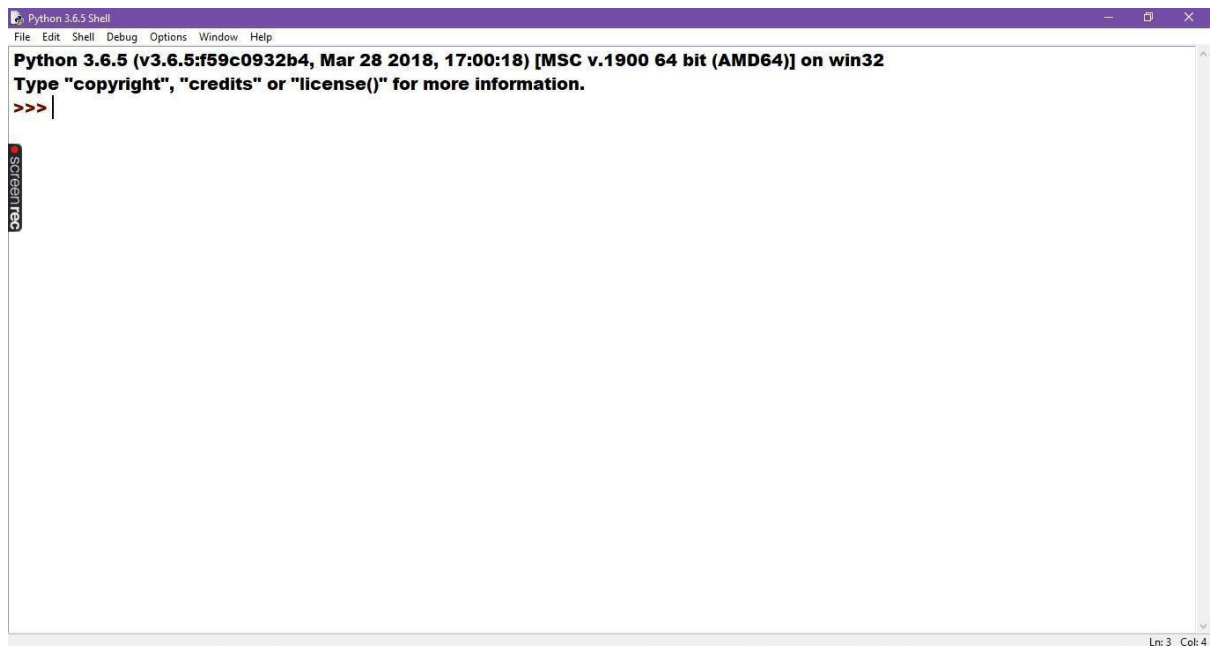 Python 3.6.5 Shell
File Edit Shell Debug Options Window Help
Python 3.6.5 (v3.6.5:f59c0932b4, Mar 28 2018, 17:00:18) [MSC v.1900 64 bit (AMD64)] on win32
Type "copyright", "credits" or "license()" for more information.
>>>
screenrec
Ln: 3 Col: 4